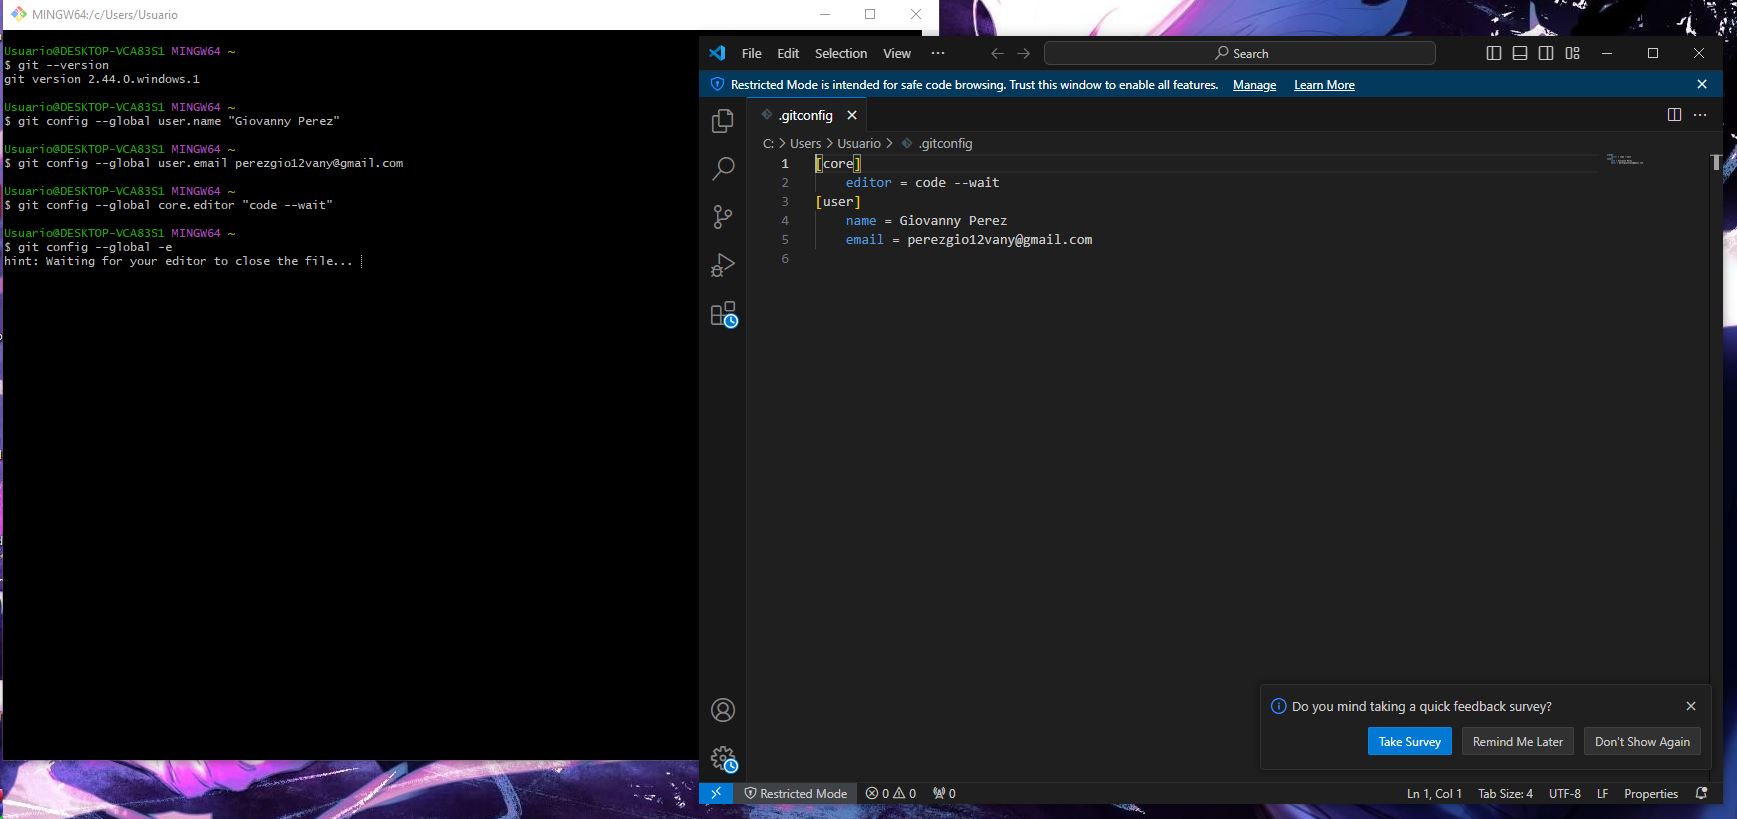 MINGW64:/c/Users/Usuario
Usuario@DESKTOP-VCA83S1 MINGW64 ~
$ git --version
git version 2.44.0.windows.1
Usuario@DESKTOP-VCA83S1 MINGW64 ~
$ git config --global user.name "Giovanny Perez"
Usuario@DESKTOP-VCA83S1 MINGW64 ~
$ git config --global user.email perezgio12vany@gmail.com
Usuario@DESKTOP-VCA83S1 MINGW64 ~
$ git config --global core.editor "code --wait"
Usuario@DESKTOP-VCA83S1 MINGW64 ~
$ git config --global -e
hint: Waiting for your editor to close the file...
File Edit Selection View ··· Search
Restricted Mode is intended for safe code browsing. Trust this window to enable all features. Manage Learn More
.gitconfig
C: > Users > Usuario > .gitconfig
1 [core]
2 editor = code --wait
3 [user]
4 name = Giovanny Perez
5 email = perezgio12vany@gmail.com
6
Do you mind taking a quick feedback survey?
Take Survey Remind Me Later Don't Show Again
Restricted Mode 0 0 0 Ln 1, Col 1 Tab Size: 4 UTF-8 LF Properties